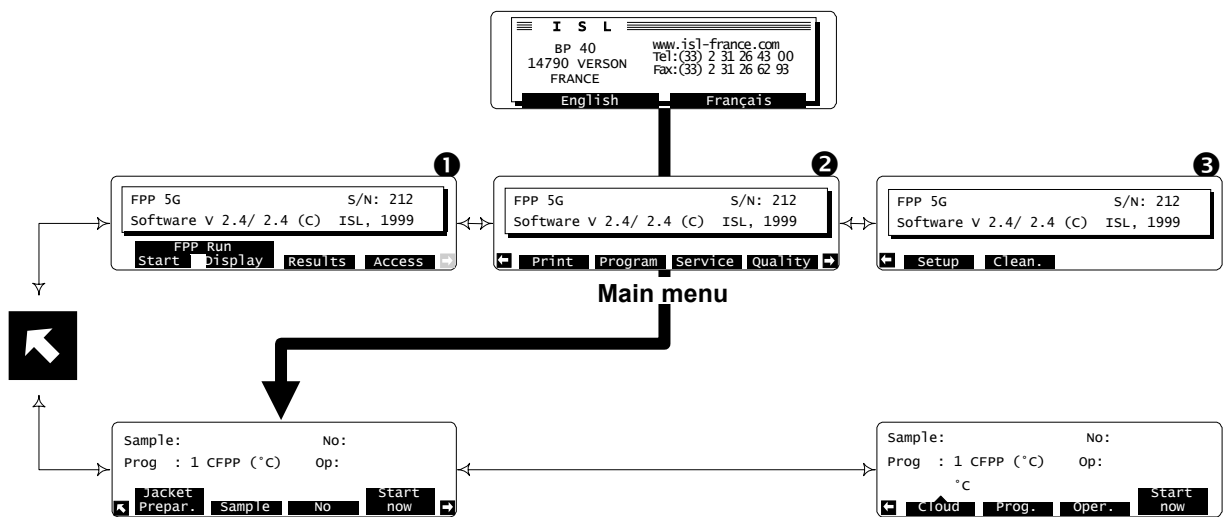 I S L
BP 40
14790 VERSON
FRANCE
www.isl-france.com
Tel:(33) 2 31 26 43 00
Fax:(33) 2 31 26 62 93
English Français
❶
FPP 5G S/N: 212
Software V 2.4/ 2.4 (C) ISL, 1999
FPP Run
Start Display Results Access
❷
FPP 5G S/N: 212
Software V 2.4/ 2.4 (C) ISL, 1999
Print Program Service Quality
❸
FPP 5G S/N: 212
Software V 2.4/ 2.4 (C) ISL, 1999
Setup Clean.
Main menu
Sample: No:
Prog : 1 CFPP (°C) Op:
Jacket Start
Prepar. Sample No now
Sample: No:
Prog : 1 CFPP (°C) Op:
°C
Start
Cloud Prog. Oper. now